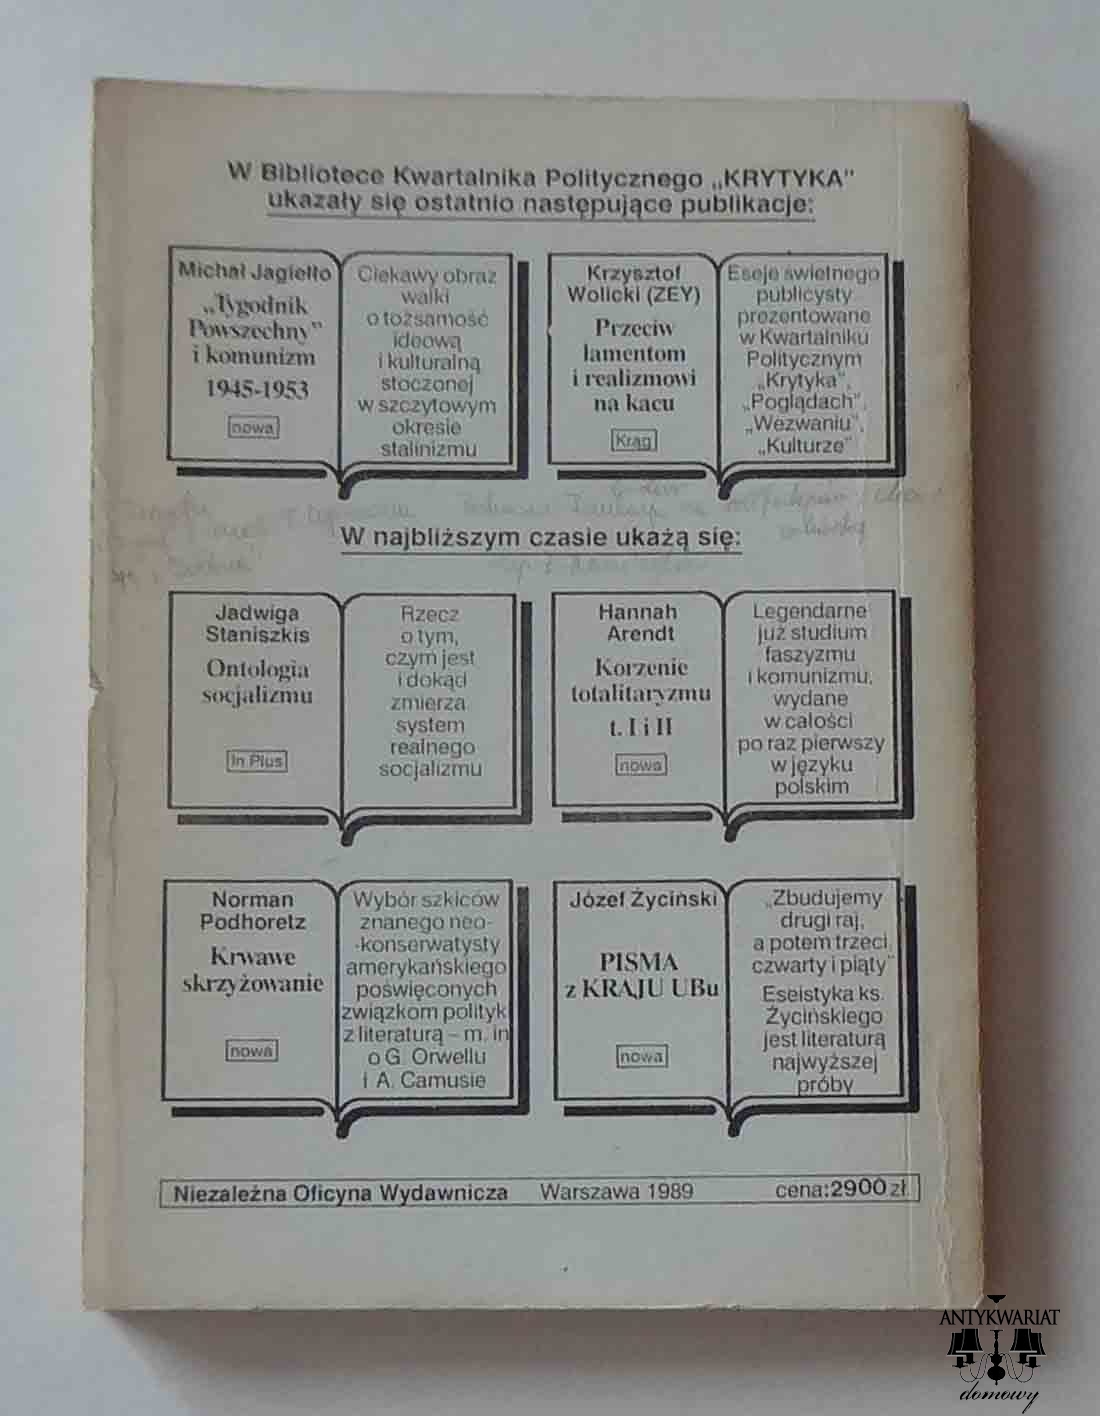 W Bibliotece Kwartalnika Politycznego „KRYTYKA”
ukazały się ostatnio następujące publikacje:
Michał Jagiełło
„Tygodnik
Powszechny”
i komunizm
1945-1953
nowa
Ciekawy obraz
walki
o tożsamość
ideową
i kulturalną
stoczonej
w szczytowym
okresie
stalinizmu
Krzysztof
Wolicki (ZEY)
Przeciw
lamentom
i realizmowi
na kacu
Krąg
Eseje świetnego
publicysty
prezentowane
w Kwartalniku
Politycznym
„Krytyka”,
„Poglądach”,
„Wezwaniu”,
„Kulturze”
W najbliższym czasie ukażą się:
Jadwiga
Staniszkis
Ontologia
socjalizmu
In Plus
Rzecz
o tym,
czym jest
i dokąd
zmierza
system
realnego
socjalizmu
Hannah
Arendt
Korzenie
totalitaryzmu
t. I i II
nowa
Legendarne
już studium
faszyzmu
i komunizmu,
wydane
w całości
po raz pierwszy
w języku
polskim
Norman
Podhoretz
Krwawe
skrzyżowanie
nowa
Wybór szkiców
znanego neo-
-konserwatysty
amerykańskiego
poświęconych
związkom polityk
z literaturą – m. in
o G. Orwellu
i A. Camusie
Józef Życiński
PISMA
z KRAJU UBu
nowa
„Zbudujemy
drugi raj,
a potem trzeci,
czwarty i piąty”
Eseistyka ks.
Życińskiego
jest literaturą
najwyższej
próby
Niezależna Oficyna Wydawnicza Warszawa 1989 cena:2900 zł
ANTYKWARIAT
domowy